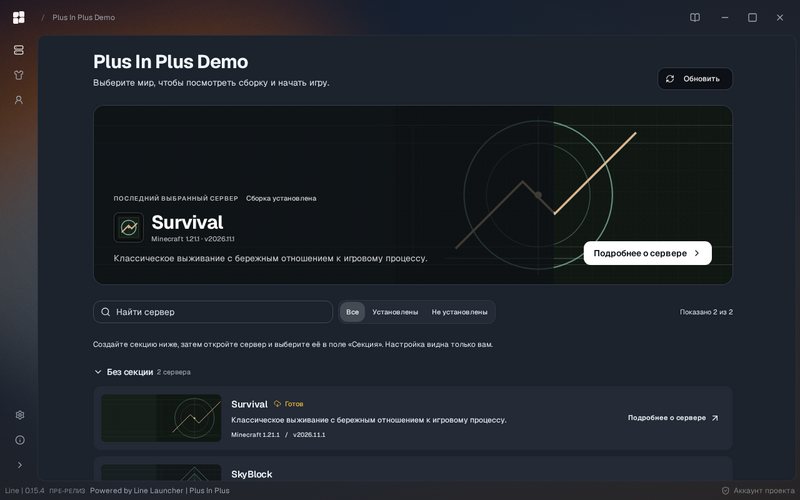 / Plus In Plus Demo
Plus In Plus Demo
Выберите мир, чтобы посмотреть сборку и начать игру.
Обновить
ПОСЛЕДНИЙ ВЫБРАННЫЙ СЕРВЕР Сборка установлена
Survival
Minecraft 1.21.1 · v2026.11.1
Классическое выживание с бережным отношением к игровому процессу.
Подробнее о сервере
Найти сервер
Все Установлены Не установлены
Показано 2 из 2
Создайте секцию ниже, затем откройте сервер и выберите её в поле «Секция». Настройка видна только вам.
Без секции 2 сервера
Survival Готов
Классическое выживание с бережным отношением к игровому процессу.
Minecraft 1.21.1 / v2026.11.1
Подробнее о сервере
SkyBlock
Line | 0.15.4 ПРЕ-РЕЛИЗ Powered by Line Launcher | Plus In Plus
Аккаунт проекта